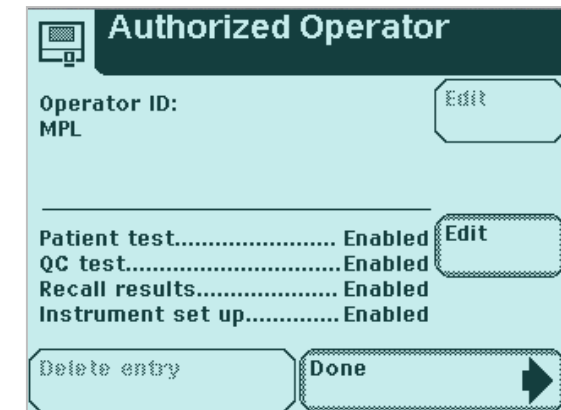 Authorized Operator
Operator ID:
MPL
Edit
Patient test........................ Enabled
QC test................................Enabled
Recall results..................... Enabled
Instrument set up.............. Enabled
Edit
Delete entry
Done